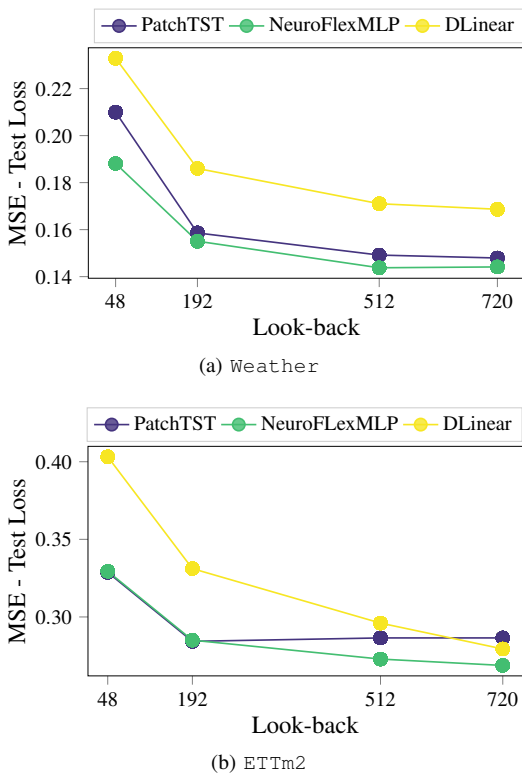 PatchTST NeuroFlexMLP DLinear
MSE - Test Loss
0.22
0.20
0.18
0.16
0.14
48 192 512 720
Look-back
(a) Weather
PatchTST NeuroFLexMLP DLinear
MSE - Test Loss
0.40
0.35
0.30
48 192 512 720
Look-back
(b) ETTm2